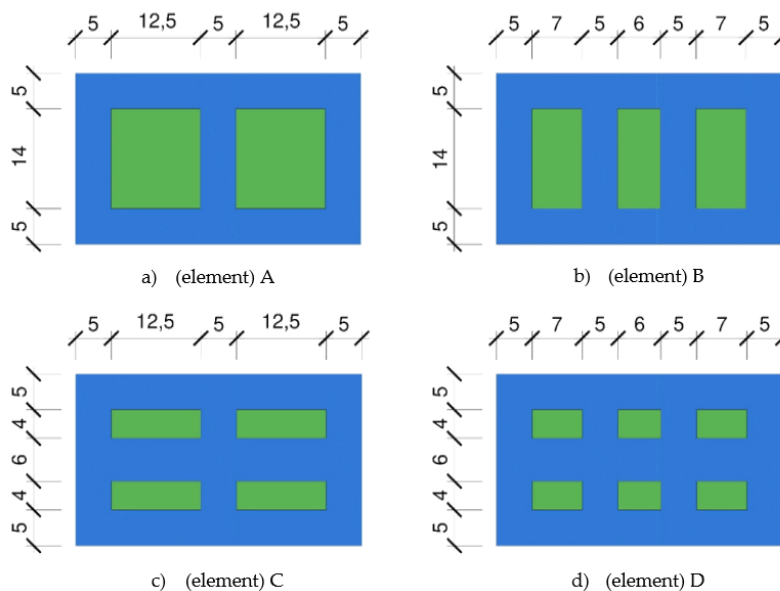 5 12,5 5 12,5 5
5 14 5
a) (element) A
5 7 5 6 5 7 5
5 14 5
b) (element) B
5 12,5 5 12,5 5
5 4 6 4 5
c) (element) C
5 7 5 6 5 7 5
5 4 6 4 5
d) (element) D